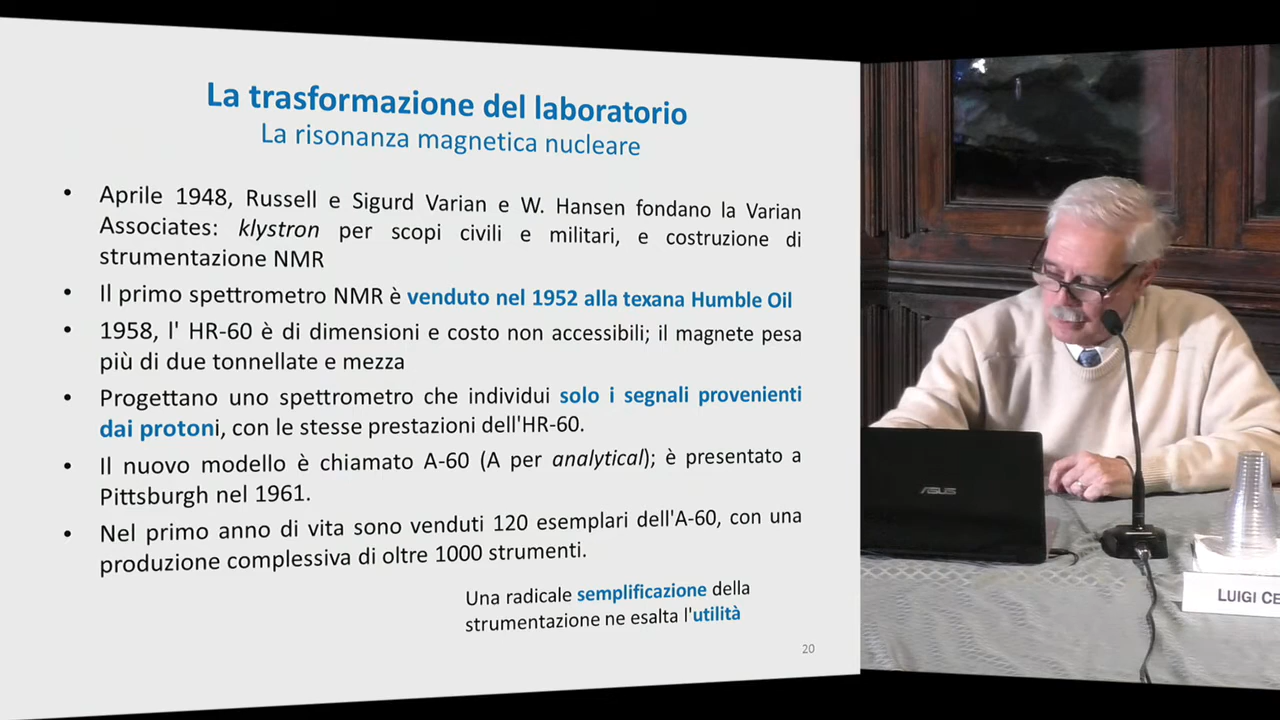 La trasformazione del laboratorio
La risonanza magnetica nucleare
• Aprile 1948, Russell e Sigurd Varian e W. Hansen fondano la Varian
Associates: klystron per scopi civili e militari, e costruzione di
strumentazione NMR
• Il primo spettrometro NMR è venduto nel 1952 alla texana Humble Oil
• 1958, l' HR-60 è di dimensioni e costo non accessibili; il magnete pesa
più di due tonnellate e mezza
• Progettano uno spettrometro che individui solo i segnali provenienti
dai protoni, con le stesse prestazioni dell'HR-60.
• Il nuovo modello è chiamato A-60 (A per analytical); è presentato a
Pittsburgh nel 1961.
• Nel primo anno di vita sono venduti 120 esemplari dell'A-60, con una
produzione complessiva di oltre 1000 strumenti.
Una radicale semplificazione della
strumentazione ne esalta l'utilità
20
ASUS
LUIGI CE